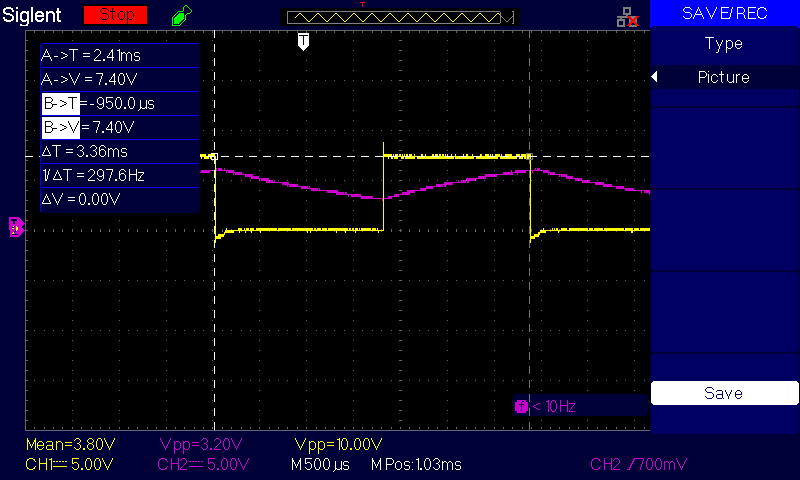 Siglent Stop T SAVE/REC
T
Type
Picture
A->T=2.41ms
A->V=7.40V
B->T=-950.0µs
B->V=7.40V
ΔT=3.36ms
1/ΔT=297.6Hz
ΔV=0.00V
Save
T < 10Hz
Mean=3.80V Vpp=3.20V Vpp=10.00V
CH1 5.00V CH2 5.00V M500µs M Pos:1.03ms CH2 /700mV